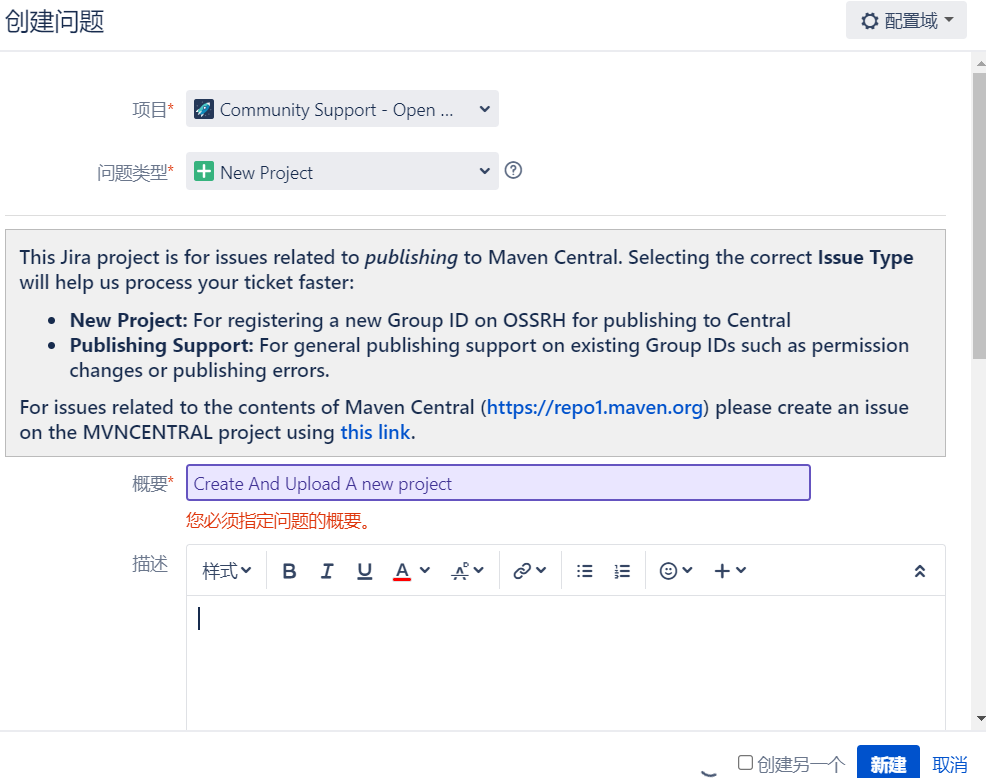 创建问题
配置域
项目*
Community Support - Open ...
问题类型*
New Project
This Jira project is for issues related to publishing to Maven Central. Selecting the correct Issue Type
will help us process your ticket faster:
• New Project: For registering a new Group ID on OSSRH for publishing to Central
• Publishing Support: For general publishing support on existing Group IDs such as permission
changes or publishing errors.
For issues related to the contents of Maven Central (https://repo1.maven.org) please create an issue
on the MVNCENTRAL project using this link.
概要*
Create And Upload A new project
您必须指定问题的概要。
描述
样式 B I U A
创建另一个 新建 取消